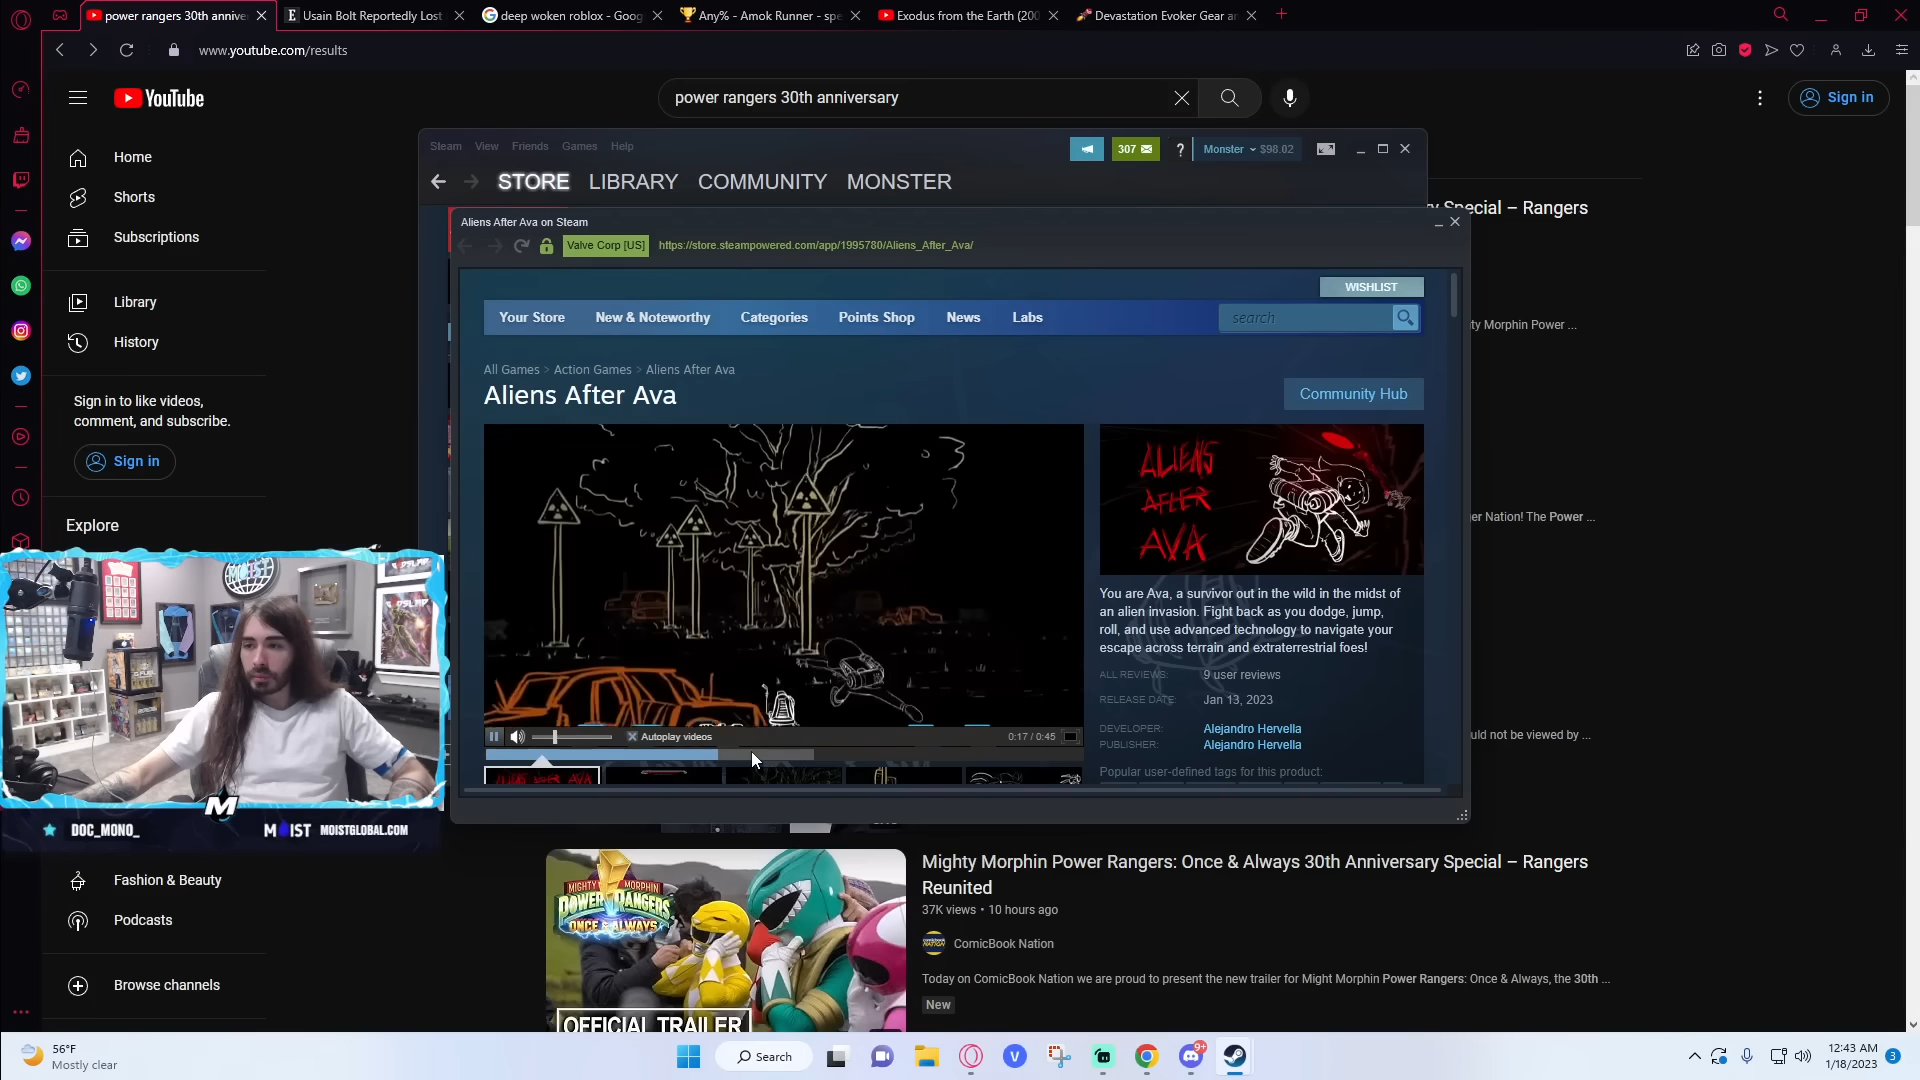 power rangers 30th annive
Usain Bolt Reportedly Lost
deep woken roblox - Goog
Any% - Amok Runner - spe
Exodus from the Earth (200
Devastation Evoker Gear a
www.youtube.com/results
YouTube
power rangers 30th anniversary
Sign in
Home
Shorts
Subscriptions
Library
History
Sign in to like videos,
comment, and subscribe.
Sign in
Explore
Fashion & Beauty
Podcasts
Browse channels
Steam View Friends Games Help
307
?
Monster $98.02
STORE LIBRARY COMMUNITY MONSTER
Aliens After Ava on Steam
Valve Corp [US]
https://store.steampowered.com/app/1995780/Aliens_After_Ava/
WISHLIST
Your Store New & Noteworthy Categories Points Shop News Labs
search
All Games > Action Games > Aliens After Ava
Aliens After Ava
Community Hub
ALIENS
AFTER
AVA
You are Ava, a survivor out in the wild in the midst of
an alien invasion. Fight back as you dodge, jump,
roll, and use advanced technology to navigate your
escape across terrain and extraterrestrial foes!
ALL REVIEWS: 9 user reviews
RELEASE DATE: Jan 13, 2023
DEVELOPER: Alejandro Hervella
PUBLISHER: Alejandro Hervella
Popular user-defined tags for this product:
Autoplay videos
0:17 / 0:45
Special – Rangers
ty Morphin Power ...
er Nation! The Power ...
uld not be viewed by ...
MOIST
M
DOC_MONO_
MOIST MOISTGLOBAL.COM
MIGHTY MORPHIN
POWER RANGERS
ONCE & ALWAYS
OFFICIAL TRAILER
Mighty Morphin Power Rangers: Once & Always 30th Anniversary Special – Rangers
Reunited
37K views • 10 hours ago
ComicBook Nation
Today on ComicBook Nation we are proud to present the new trailer for Might Morphin Power Rangers: Once & Always, the 30th ...
New
56°F
Mostly clear
Search
V
9+
12:43 AM
1/18/2023
3